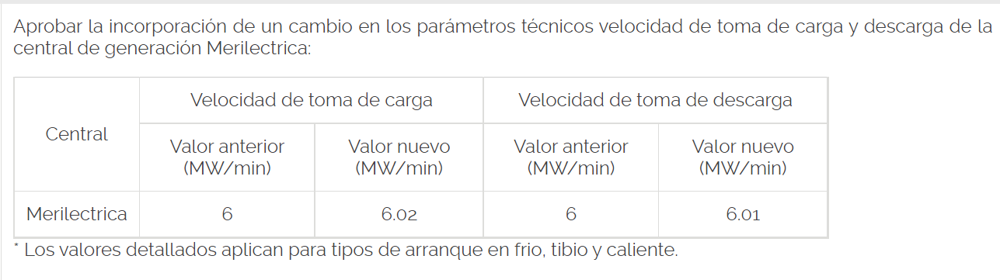 Aprobar la incorporación de un cambio en los parámetros técnicos velocidad de toma de carga y descarga de la
central de generación Merilectrica:
Central
Velocidad de toma de carga
Velocidad de toma de descarga
Valor anterior
(MW/min)
Valor nuevo
(MW/min)
Valor anterior
(MW/min)
Valor nuevo
(MW/min)
Merilectrica 6 6.02 6 6.01
* Los valores detallados aplican para tipos de arranque en frio, tibio y caliente.